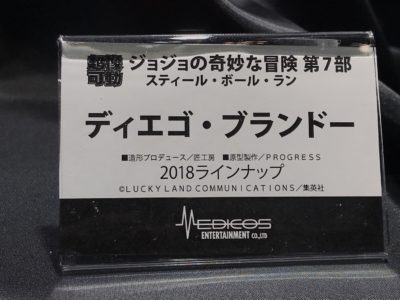 超像可動 ジョジョの奇妙な冒険 第7部
スティール・ボール・ラン
ディエゴ・ブランドー
■造形プロデュース／匠工房 ■原型製作／PROGRESS
2018ラインナップ
©LUCKY LAND COMMUNICATIONS／集英社
MEDICOS
ENTERTAINMENT CO.,LTD